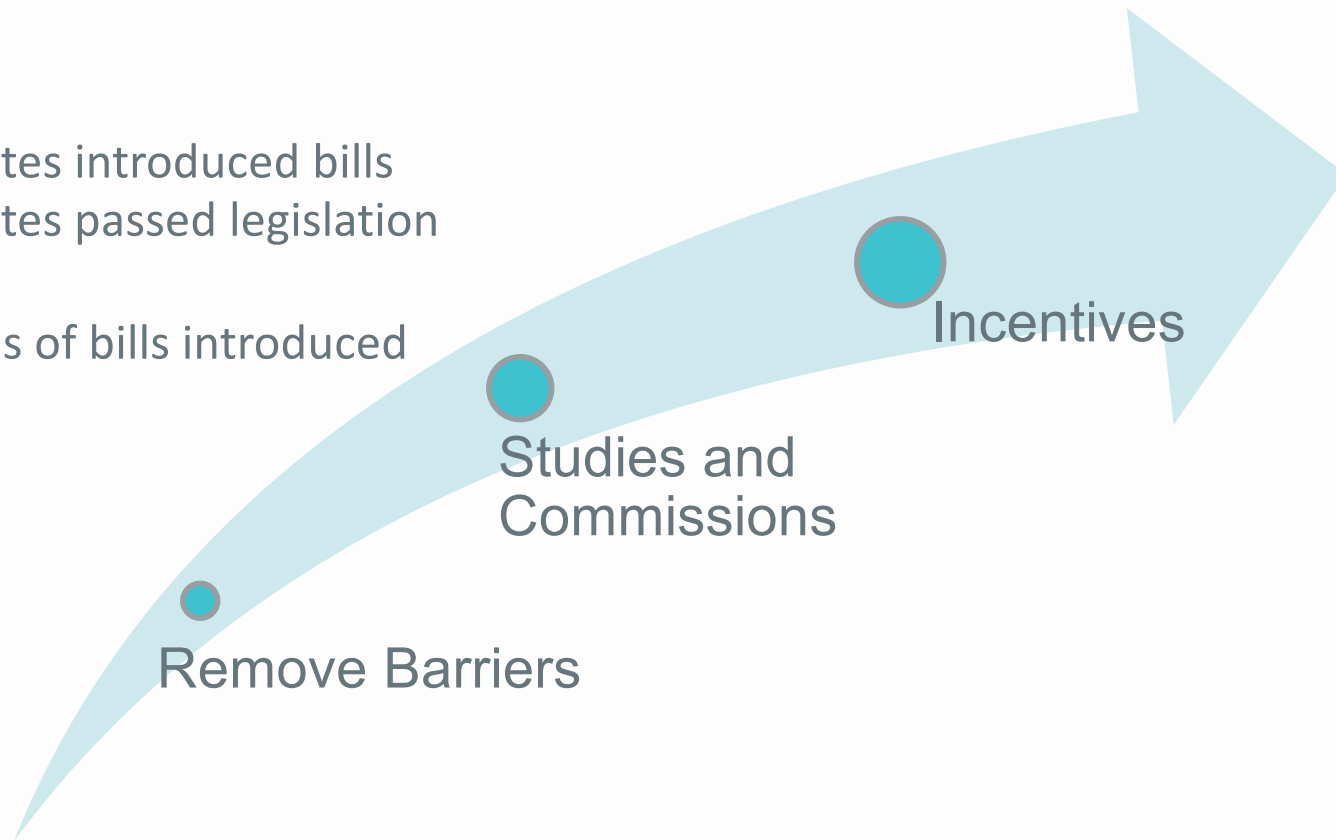 tes introduced bills
tes passed legislation
s of bills introduced
Incentives
Studies and
Commissions
Remove Barriers